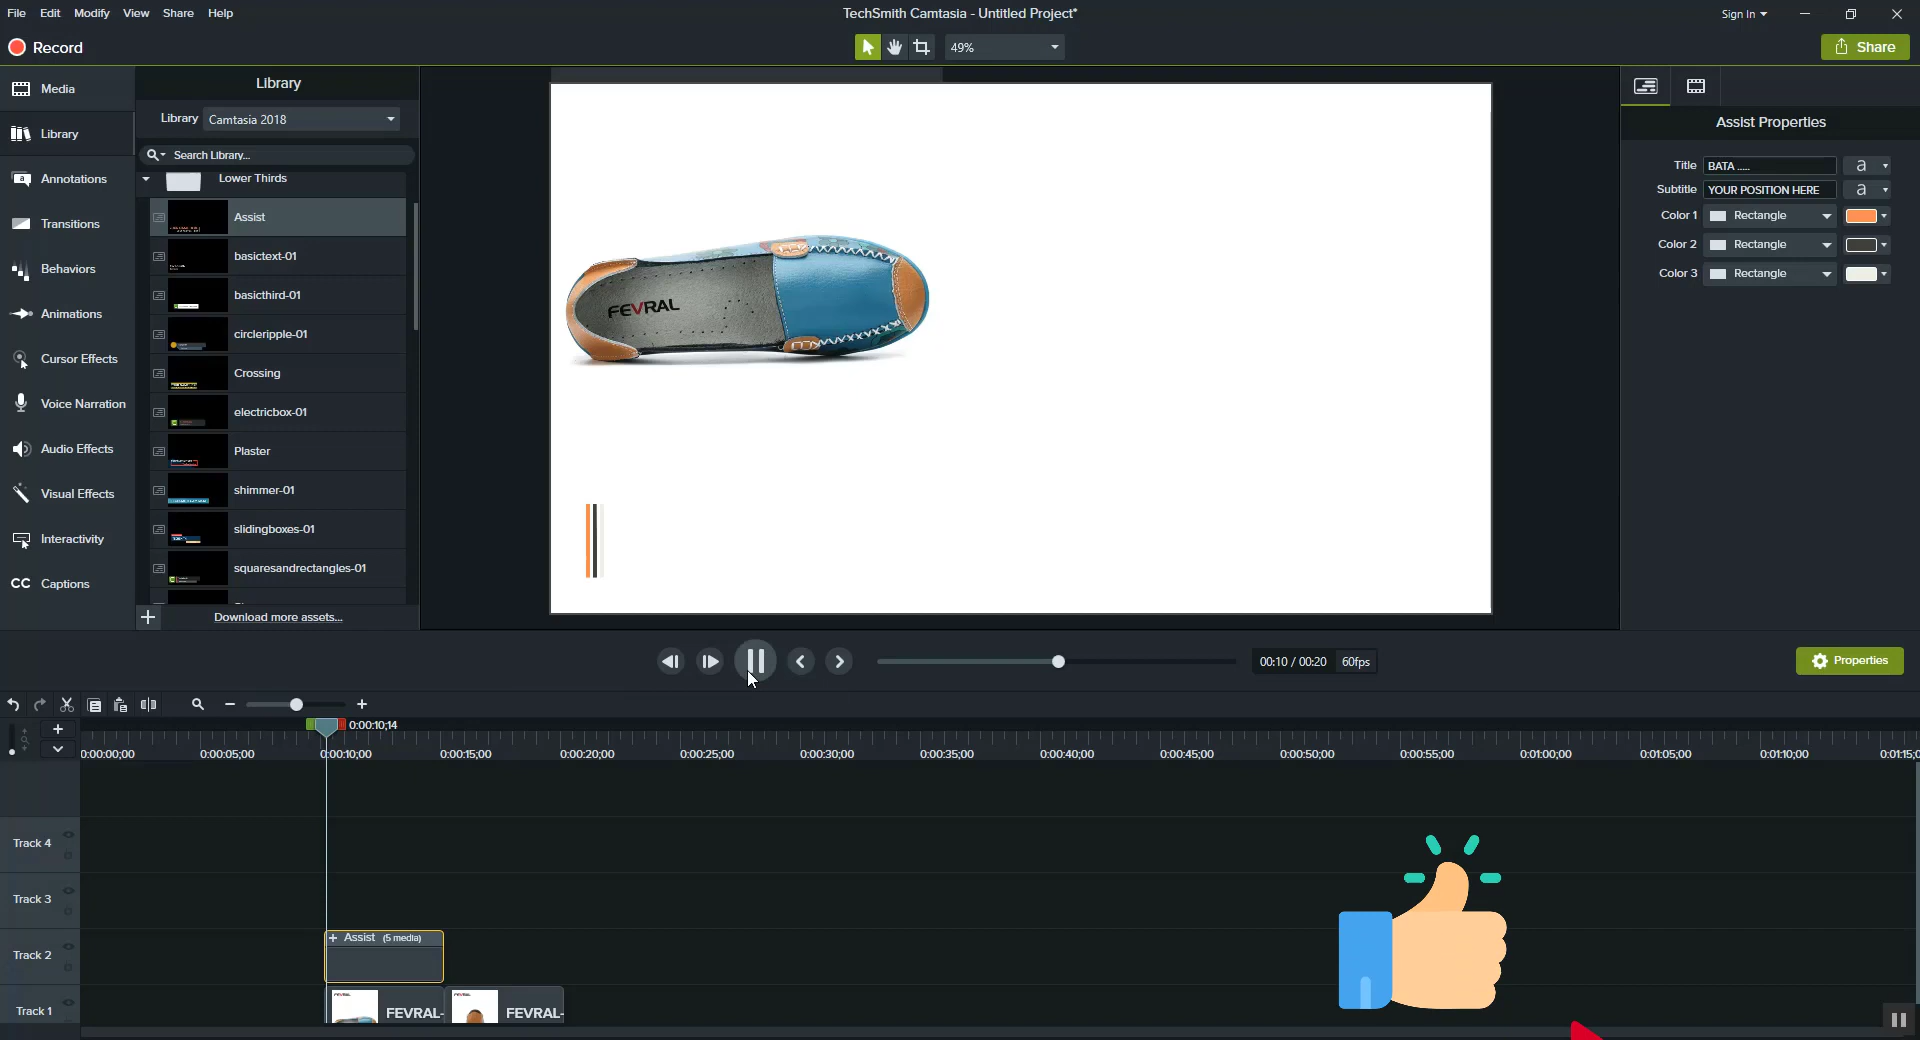 File Edit Modify View Share Help
TechSmith Camtasia - Untitled Project*
Sign In
Record
49%
Share
Media
Library
Annotations
Transitions
Behaviors
Animations
Cursor Effects
Voice Narration
Audio Effects
Visual Effects
Interactivity
CC Captions
Library
Library Camtasia 2018
Search Library...
Lower Thirds
Assist
basictext-01
basicthird-01
circleripple-01
Crossing
electricbox-01
Plaster
shimmer-01
slidingboxes-01
squaresandrectangles-01
Download more assets...
FEVRAL
Assist Properties
Title BATA ..... a
Subtitle YOUR POSITION HERE a
Color 1 Rectangle
Color 2 Rectangle
Color 3 Rectangle
00:10 / 00:20 60fps
Properties
0:00:10;14
0:00:00;00 0:00:05;00 0:00:10;00 0:00:15;00 0:00:20;00 0:00:25;00 0:00:30;00 0:00:35;00 0:00:40;00 0:00:45;00 0:00:50;00 0:00:55;00 0:01:00;00 0:01:05;00 0:01:10;00 0:01:15;0
Track 4
Track 3
Track 2
+ Assist (5 media)
Track 1
FEVRAL- FEVRAL-